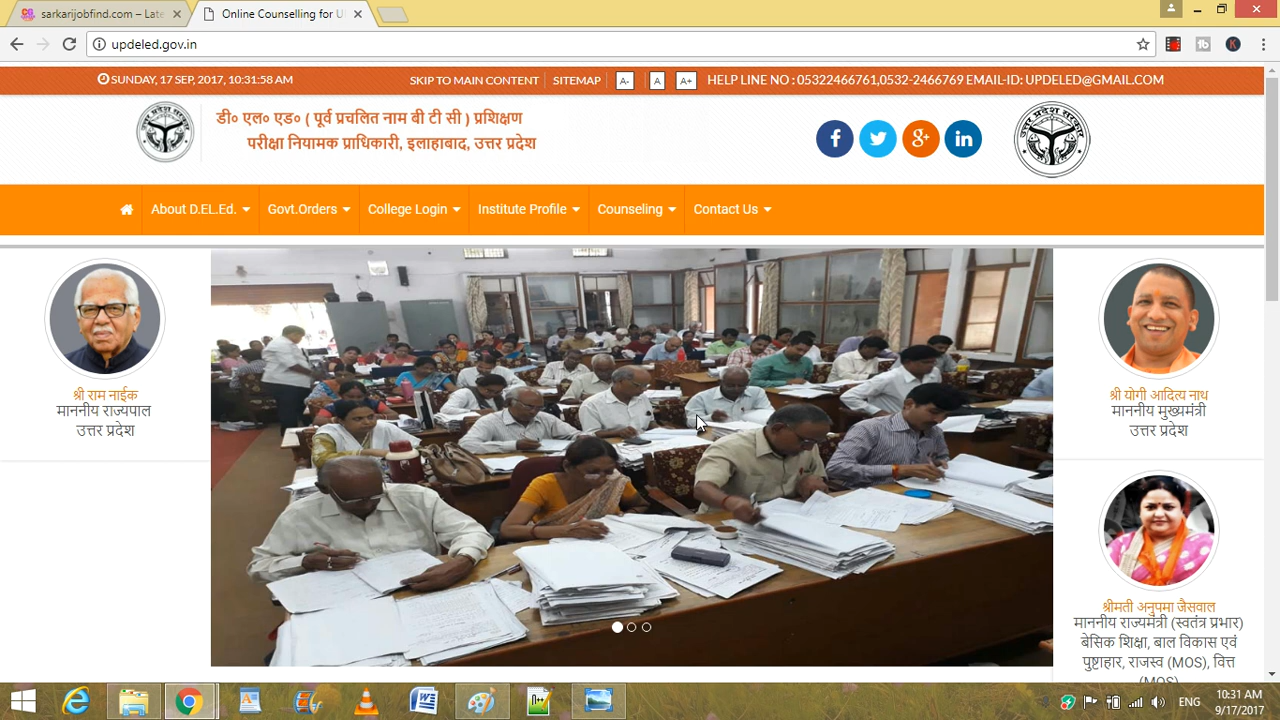 sarkarijobfind.com – Late
Online Counselling for U
updeled.gov.in
SUNDAY, 17 SEP, 2017, 10:31:58 AM
SKIP TO MAIN CONTENT
SITEMAP
A-
A
A+
HELP LINE NO : 05322466761,0532-2466769 EMAIL-ID: UPDELED@GMAIL.COM
डी० एल० एड० ( पूर्व प्रचलित नाम बी टी सी ) प्रशिक्षण
परीक्षा नियामक प्राधिकारी, इलाहाबाद, उत्तर प्रदेश
About D.EL.Ed.
Govt.Orders
College Login
Institute Profile
Counseling
Contact Us
श्री राम नाईक
माननीय राज्यपाल
उत्तर प्रदेश
श्री योगी आदित्य नाथ
माननीय मुख्यमंत्री
उत्तर प्रदेश
श्रीमती अनुपमा जैसवाल
माननीय राज्यमंत्री (स्वतंत्र प्रभार)
बेसिक शिक्षा, बाल विकास एवं
पुष्टाहार, राजस्व (MOS), वित्त
(MOS)
ENG
10:31 AM
9/17/2017